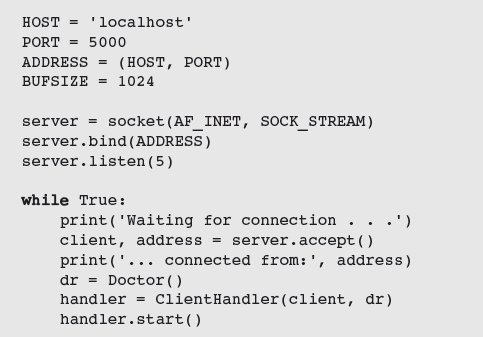 HOST = 'localhost'
PORT = 5000
ADDRESS = (HOST, PORT)
BUFSIZE = 1024
server = socket(AF_INET, SOCK_STREAM)
server.bind(ADDRESS)
server.listen(5)
while True:
    print('Waiting for connection . . .')
    client, address = server.accept()
    print('... connected from:', address)
    dr = Doctor()
    handler = ClientHandler(client, dr)
    handler.start()